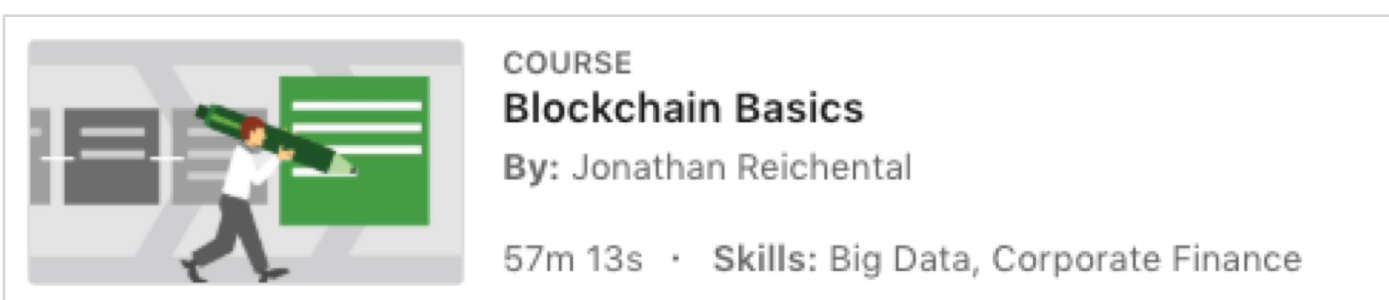 COURSE
Blockchain Basics
By: Jonathan Reichental
57m 13s · Skills: Big Data, Corporate Finance